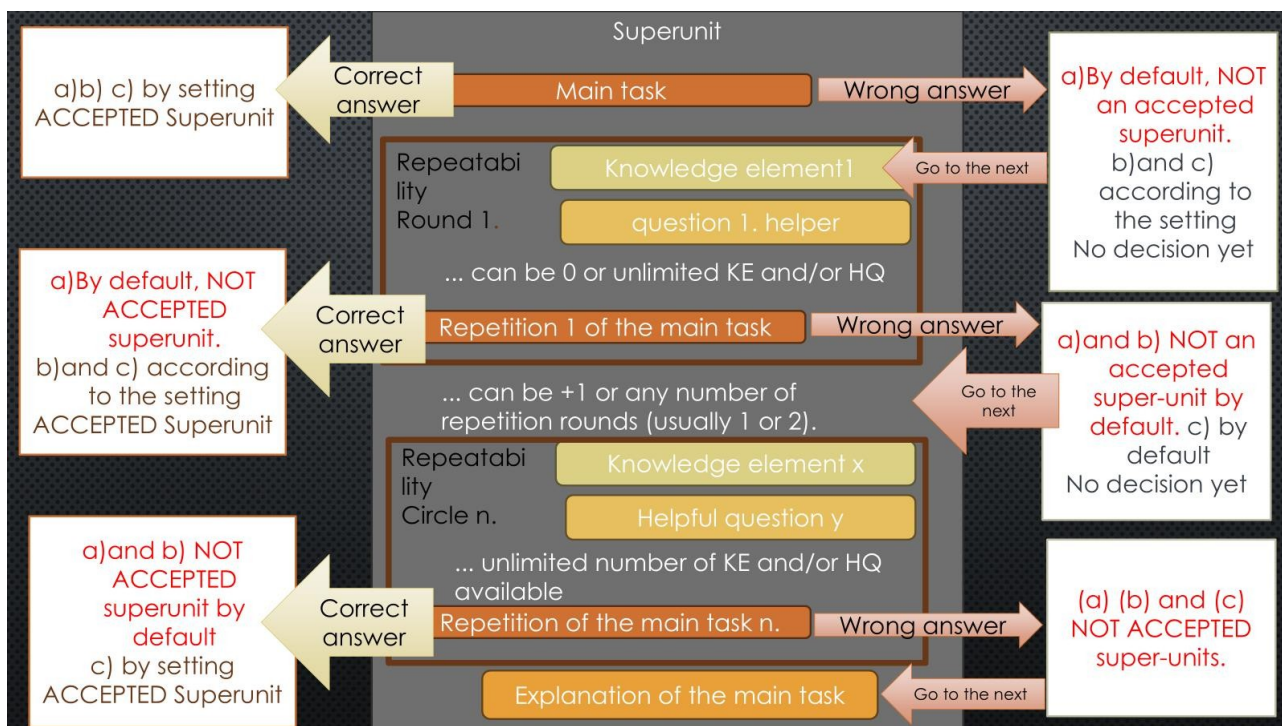 Superunit
a)b) c) by setting
ACCEPTED Superunit
Correct
answer
Main task
Wrong answer
a)By default, NOT
an accepted
superunit.
b)and c)
according to
the setting
No decision yet
Repeatabi
lity
Round 1.
Knowledge element1
Go to the next
question 1. helper
... can be 0 or unlimited KE and/or HQ
a)By default, NOT
ACCEPTED
superunit.
b)and c) according
to the setting
ACCEPTED Superunit
Correct
answer
Repetition 1 of the main task
Wrong answer
a)and b) NOT an
accepted
super-unit by
default. c) by
default
No decision yet
Go to the
next
... can be +1 or any number of
repetition rounds (usually 1 or 2).
Repeatabi
lity
Circle n.
Knowledge element x
Helpful question y
... unlimited number of KE and/or HQ
available
a)and b) NOT
ACCEPTED
superunit by
default
c) by setting
ACCEPTED Superunit
Correct
answer
Repetition of the main task n.
Wrong answer
(a) (b) and (c)
NOT ACCEPTED
super-units.
Explanation of the main task
Go to the next